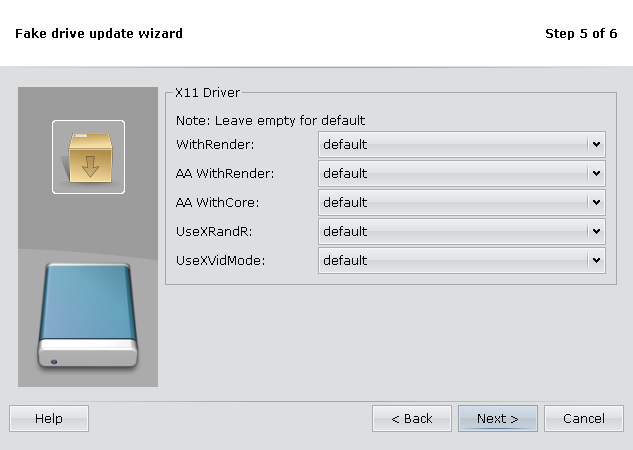 Fake drive update wizard
Step 5 of 6
X11 Driver
Note: Leave empty for default
WithRender: default
AA WithRender: default
AA WithCore: default
UseXRandR: default
UseXVidMode: default
Help
< Back
Next >
Cancel